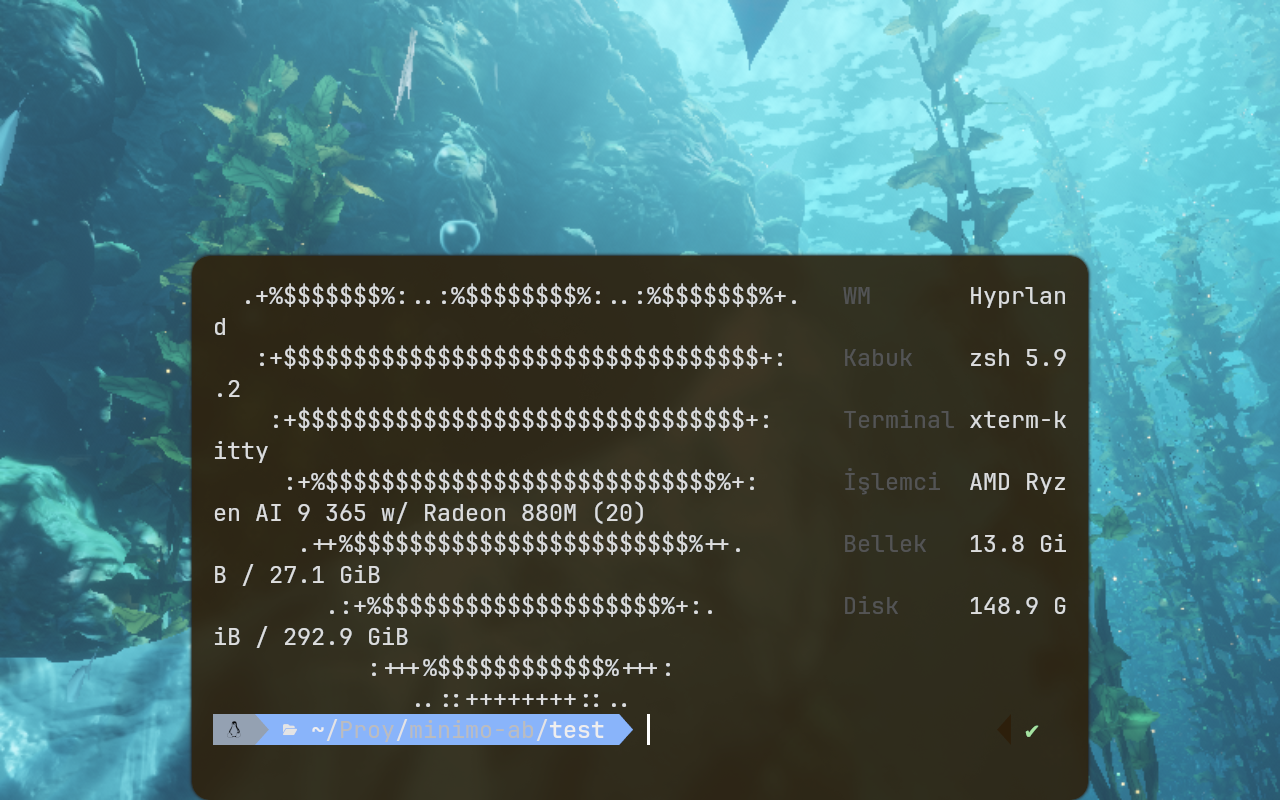 .+%$$$$$$$%:..:%$$$$$$$$%:..:%$$$$$$$%+. WM Hyprlan
d
:+$$$$$$$$$$$$$$$$$$$$$$$$$$$$$$$$$$+: Kabuk zsh 5.9
.2
:+$$$$$$$$$$$$$$$$$$$$$$$$$$$$$$$$+: Terminal xterm-k
itty
:+%$$$$$$$$$$$$$$$$$$$$$$$$$$$$%+: İşlemci AMD Ryz
en AI 9 365 w/ Radeon 880M (20)
.++%$$$$$$$$$$$$$$$$$$$$$$$$%++. Bellek 13.8 Gi
B / 27.1 GiB
.:+%$$$$$$$$$$$$$$$$$$$$%+:. Disk 148.9 G
iB / 292.9 GiB
:+++%$$$$$$$$$$$$%+++:
..::++++++++::..
~/Proy/minimo-ab/test ✔